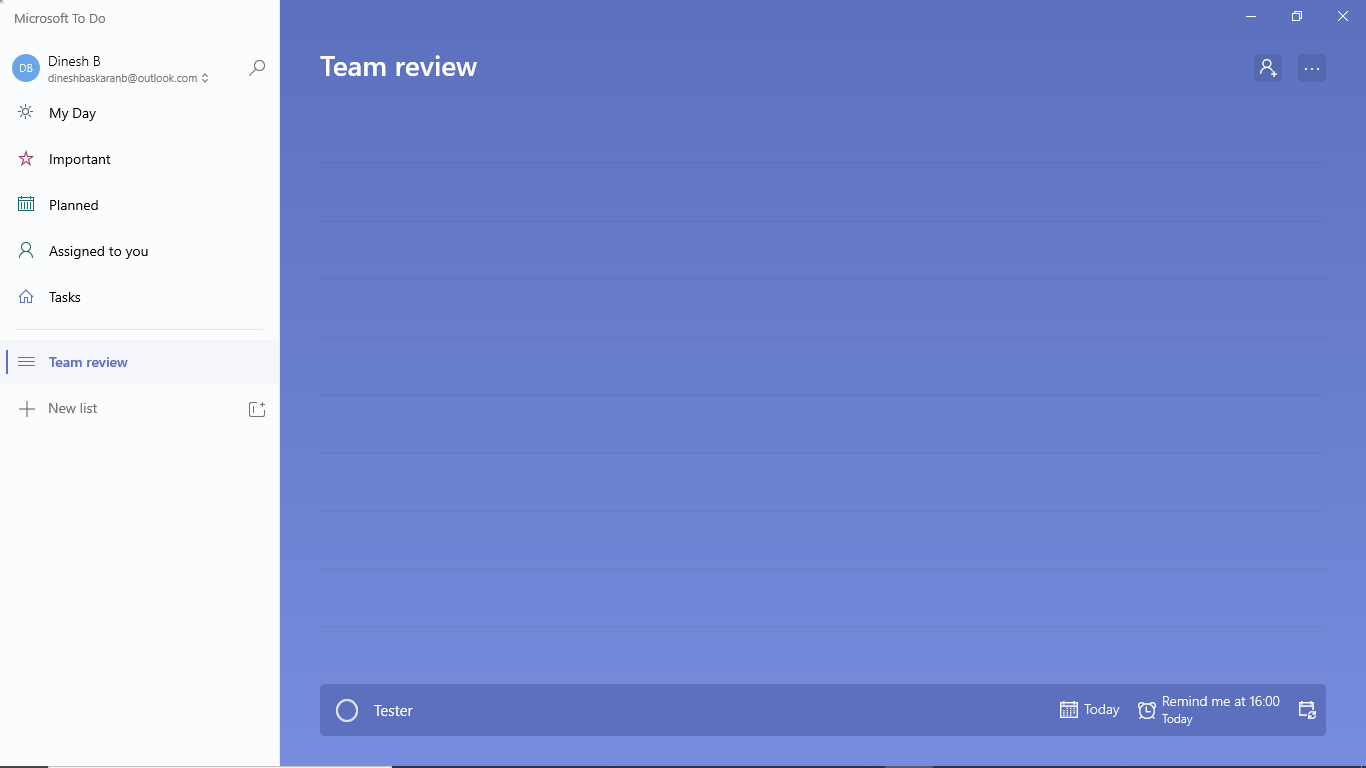 Microsoft To Do
DB
Dinesh B
dineshbaskaranb@outlook.com
My Day
Important
Planned
Assigned to you
Tasks
Team review
New list
Team review
Tester
Today
Remind me at 16:00
Today